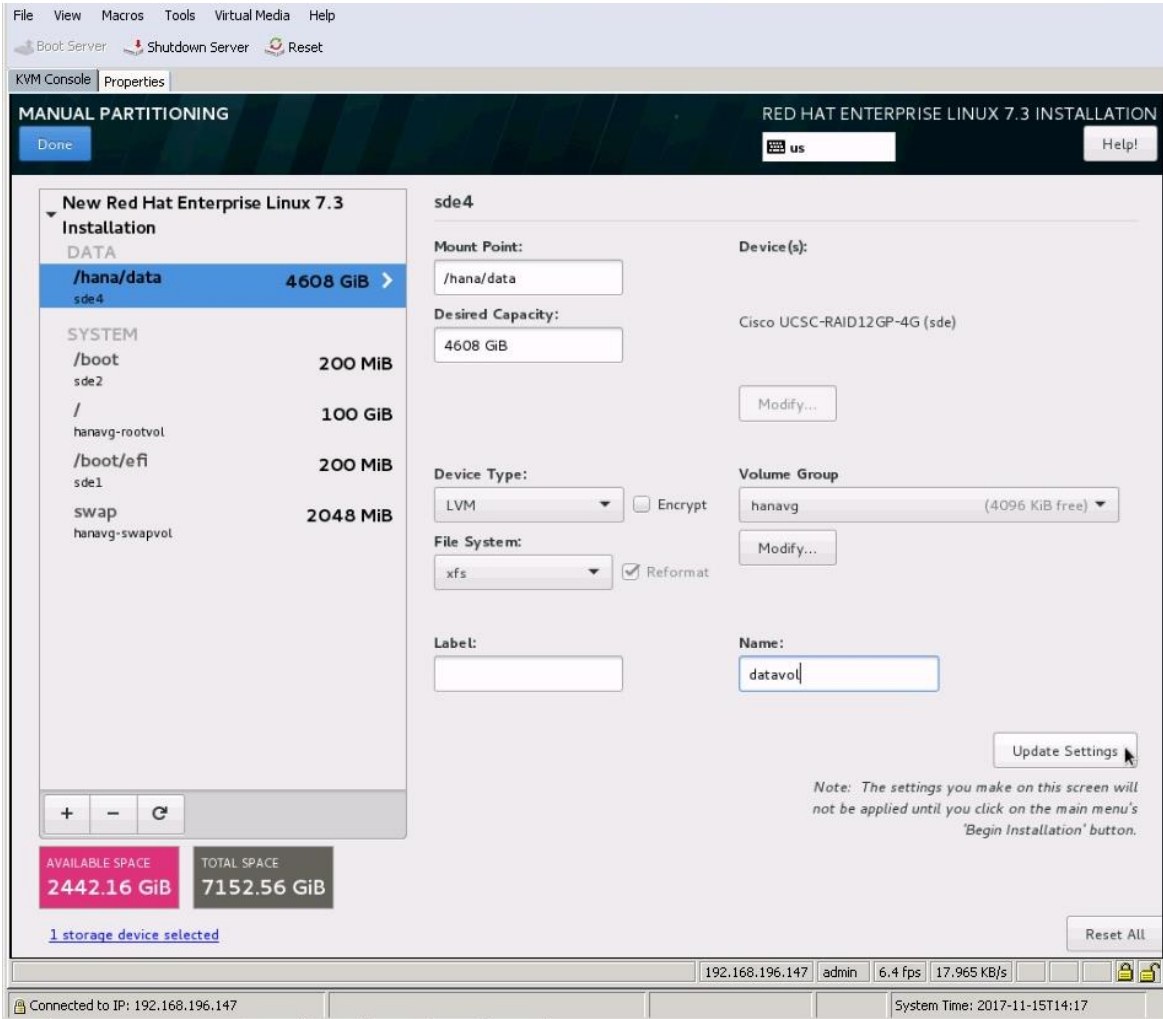 File View Macros Tools Virtual Media Help
Boot Server Shutdown Server Reset
KVM Console Properties
MANUAL PARTITIONING
RED HAT ENTERPRISE LINUX 7.3 INSTALLATION
Done
us
Help!
New Red Hat Enterprise Linux 7.3
Installation
DATA
/hana/data 4608 GiB
sde4
SYSTEM
/boot 200 MiB
sde2
/ 100 GiB
hanavg-rootvol
/boot/efi 200 MiB
sde1
swap 2048 MiB
hanavg-swapvol
+ −
AVAILABLE SPACE
2442.16 GiB
TOTAL SPACE
7152.56 GiB
1 storage device selected
sde4
Mount Point:
/hana/data
Desired Capacity:
4608 GiB
Device(s):
Cisco UCSC-RAID12GP-4G (sde)
Modify...
Device Type:
LVM Encrypt
Volume Group
hanavg (4096 KiB free)
File System:
xfs Reformat
Modify...
Label:
Name:
datavol
Update Settings
Note: The settings you make on this screen will
not be applied until you click on the main menu's
'Begin Installation' button.
Reset All
192.168.196.147 admin 6.4 fps 17.965 KB/s
Connected to IP: 192.168.196.147 System Time: 2017-11-15T14:17